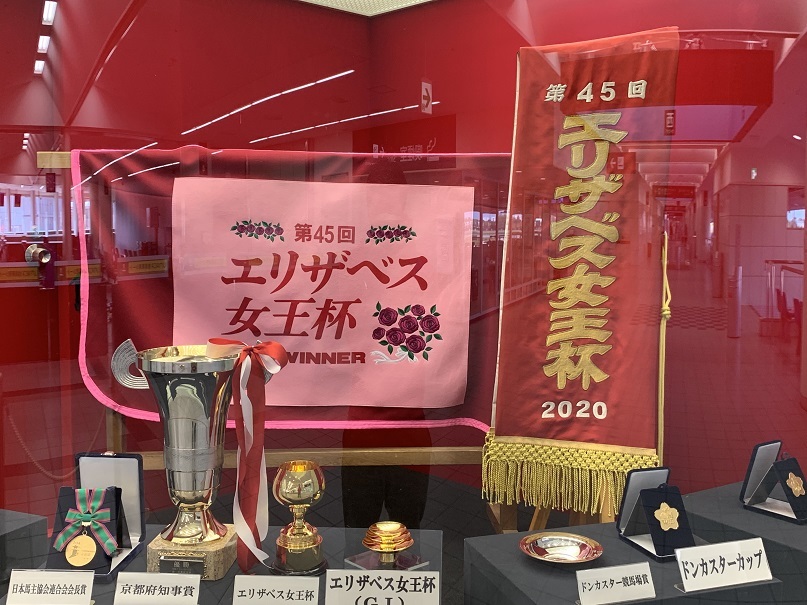 第45回
エリザベス
女王杯
WINNER
第45回
エリザベス女王杯
2020
日本馬主協会連合会会長賞
京都府知事賞
エリザベス女王杯
エリザベス女王杯
(GⅠ)
ドンカスター競馬場賞
ドンカスターカップ